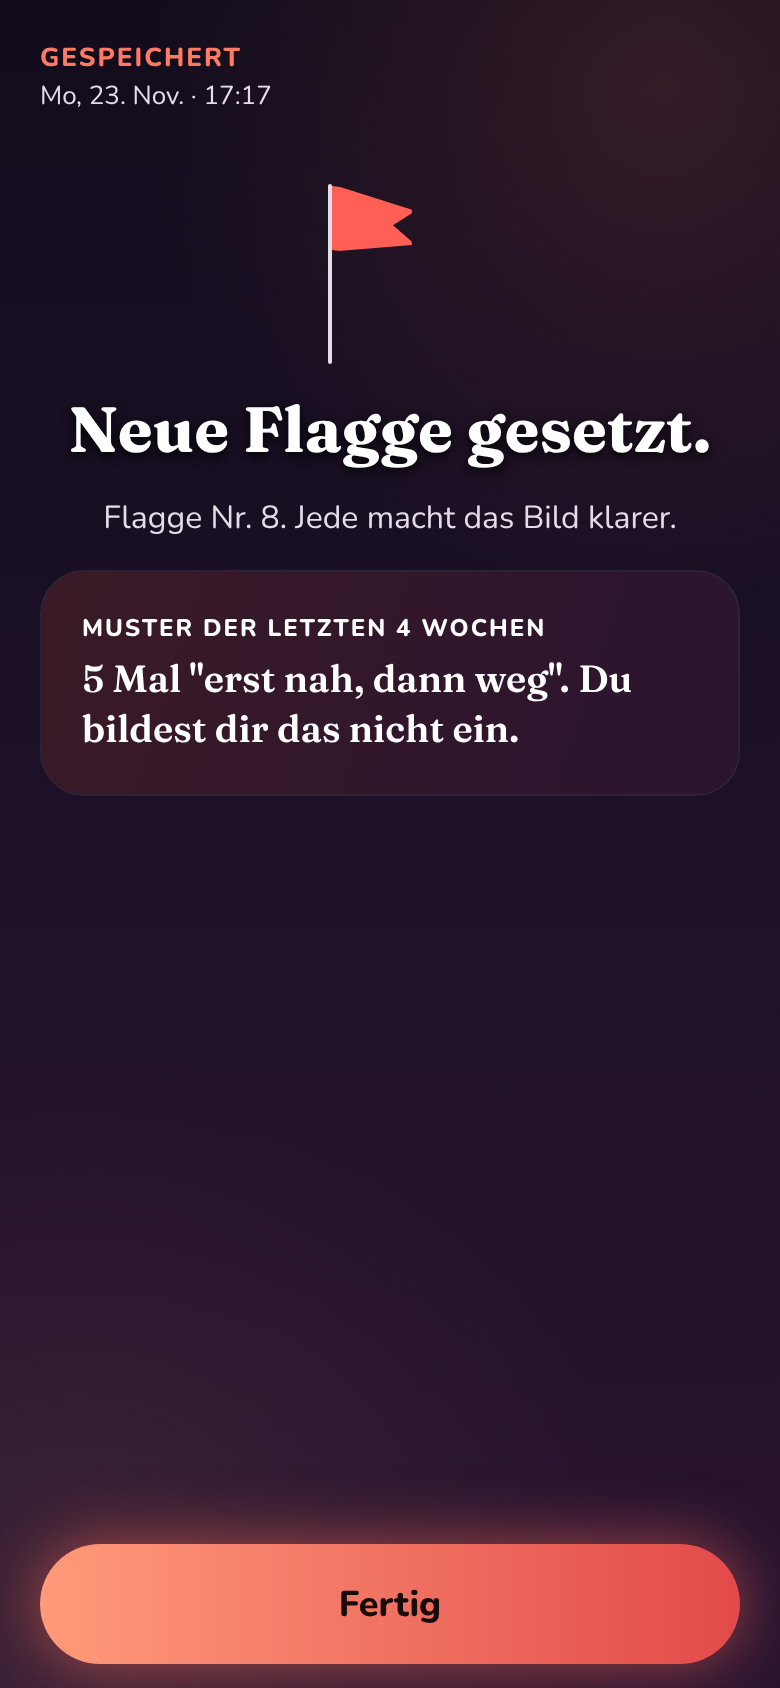 GESPEICHERT
Mo, 23. Nov. · 17:17
Neue Flagge gesetzt.
Flagge Nr. 8. Jede macht das Bild klarer.
MUSTER DER LETZTEN 4 WOCHEN
5 Mal "erst nah, dann weg". Du
bildest dir das nicht ein.
Fertig